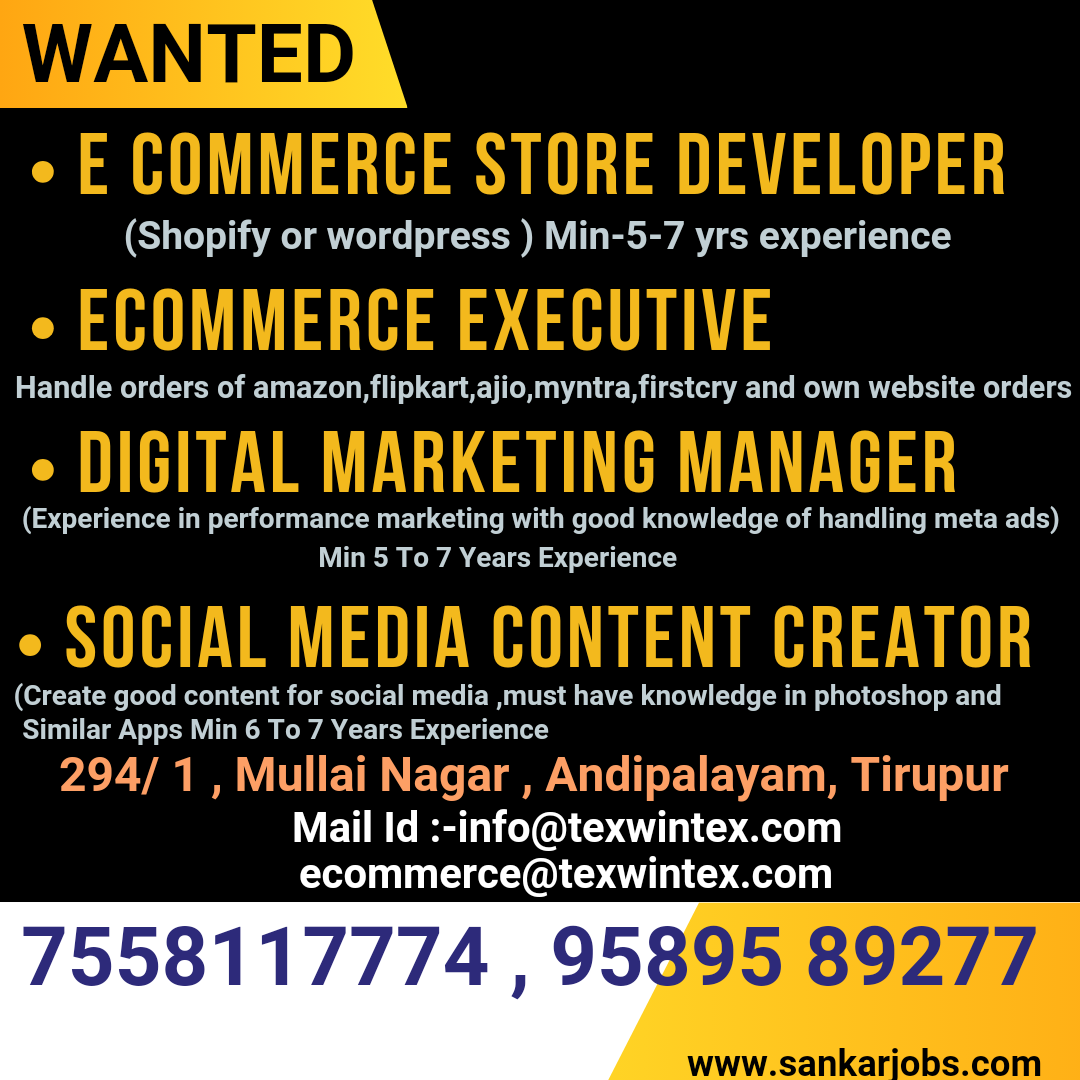 WANTED
• E COMMERCE STORE DEVELOPER
(Shopify or wordpress ) Min-5-7 yrs experience
• ECOMMERCE EXECUTIVE
Handle orders of amazon,flipkart,ajio,myntra,firstcry and own website orders
• DIGITAL MARKETING MANAGER
(Experience in performance marketing with good knowledge of handling meta ads)
Min 5 To 7 Years Experience
• SOCIAL MEDIA CONTENT CREATOR
(Create good content for social media ,must have knowledge in photoshop and
Similar Apps Min 6 To 7 Years Experience
294/ 1 , Mullai Nagar , Andipalayam, Tirupur
Mail Id :-info@texwintex.com
ecommerce@texwintex.com
7558117774 , 95895 89277
www.sankarjobs.com